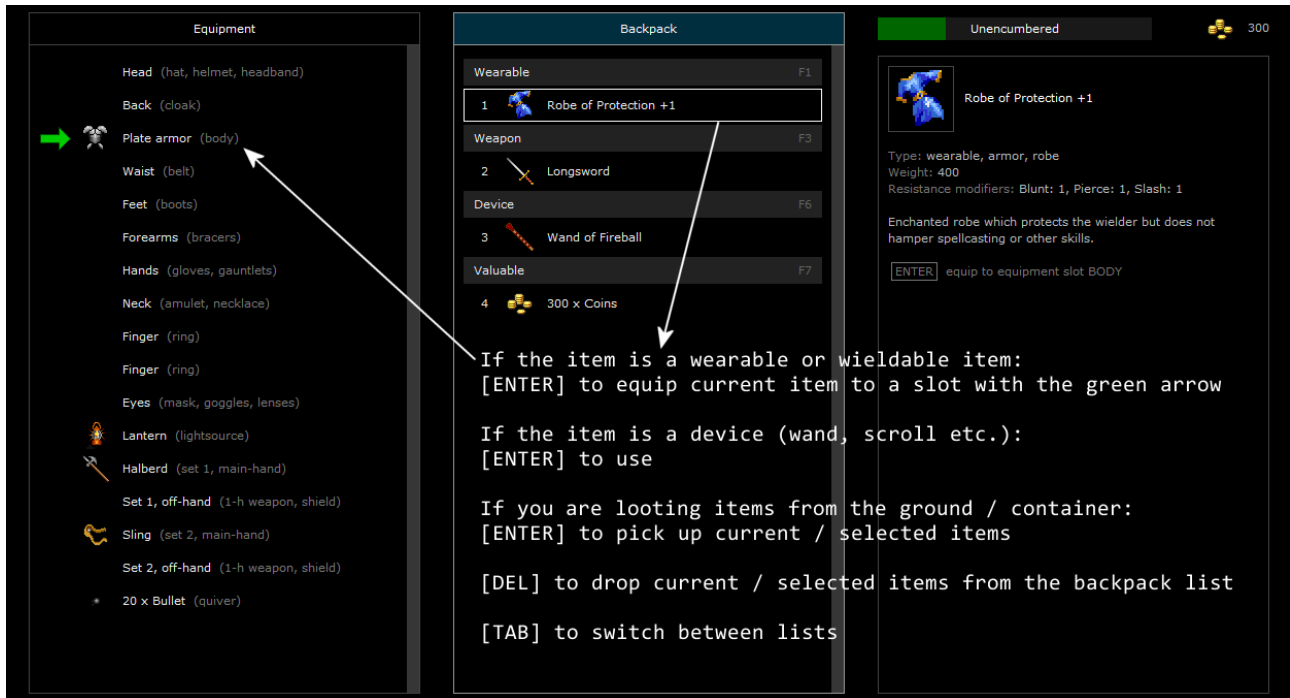 Equipment
Head (hat, helmet, headband)
Back (cloak)
Plate armor (body)
Waist (belt)
Feet (boots)
Forearms (bracers)
Hands (gloves, gauntlets)
Neck (amulet, necklace)
Finger (ring)
Finger (ring)
Eyes (mask, goggles, lenses)
Lantern (lightsource)
Halberd (set 1, main-hand)
Set 1, off-hand (1-h weapon, shield)
Sling (set 2, main-hand)
Set 2, off-hand (1-h weapon, shield)
20 x Bullet (quiver)
Backpack
Wearable F1
1 Robe of Protection +1
Weapon F3
2 Longsword
Device F6
3 Wand of Fireball
Valuable F7
4 300 x Coins
If the item is a wearable or wieldable item:
[ENTER] to equip current item to a slot with the green arrow
If the item is a device (wand, scroll etc.):
[ENTER] to use
If you are looting items from the ground / container:
[ENTER] to pick up current / selected items
[DEL] to drop current / selected items from the backpack list
[TAB] to switch between lists
Unencumbered 300
Robe of Protection +1
Type: wearable, armor, robe
Weight: 400
Resistance modifiers: Blunt: 1, Pierce: 1, Slash: 1
Enchanted robe which protects the wielder but does not
hamper spellcasting or other skills.
ENTER equip to equipment slot BODY